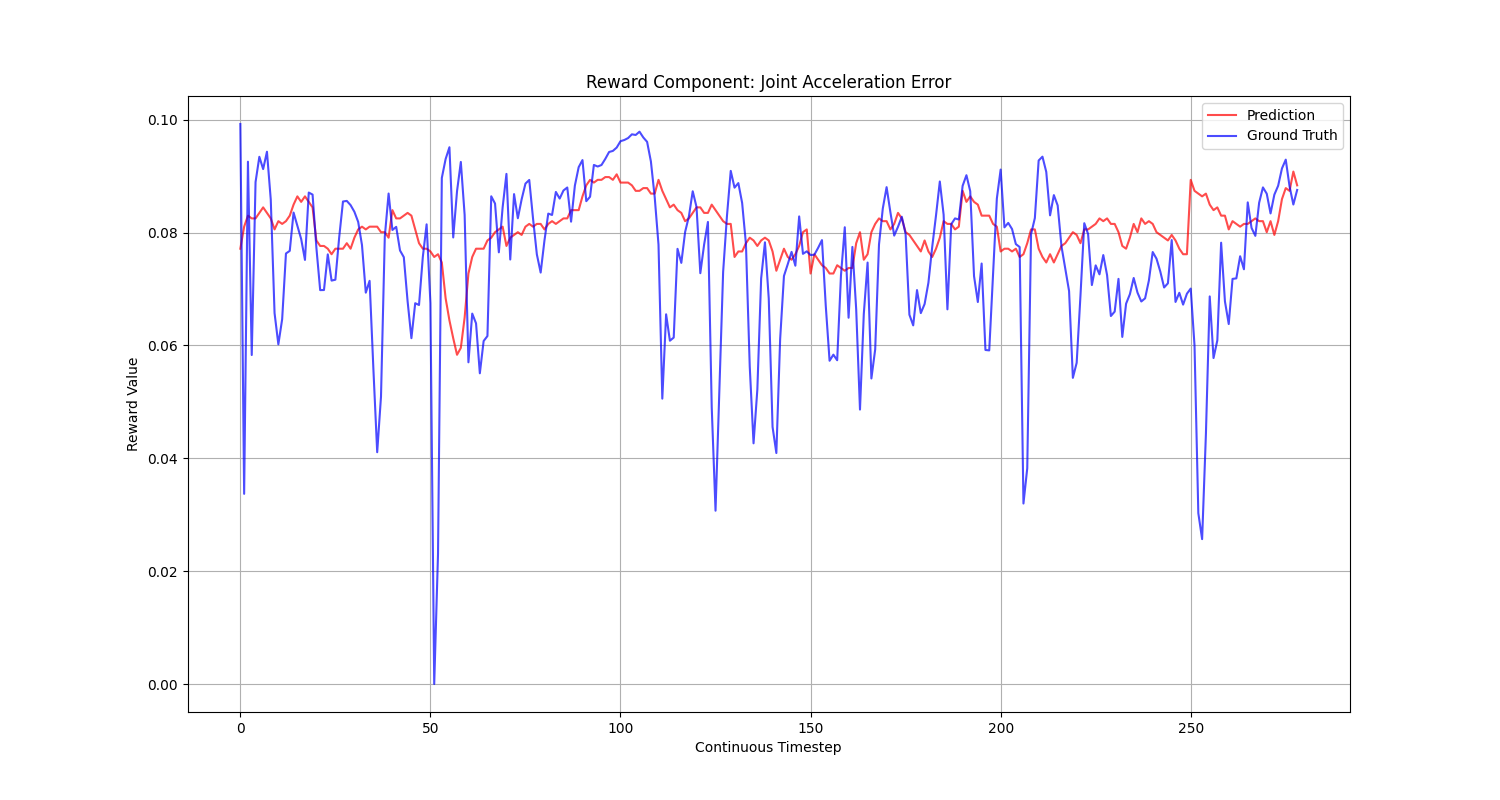 Reward Component: Joint Acceleration Error
Prediction
Ground Truth
Reward Value
0.10
0.08
0.06
0.04
0.02
0.00
0 50 100 150 200 250
Continuous Timestep